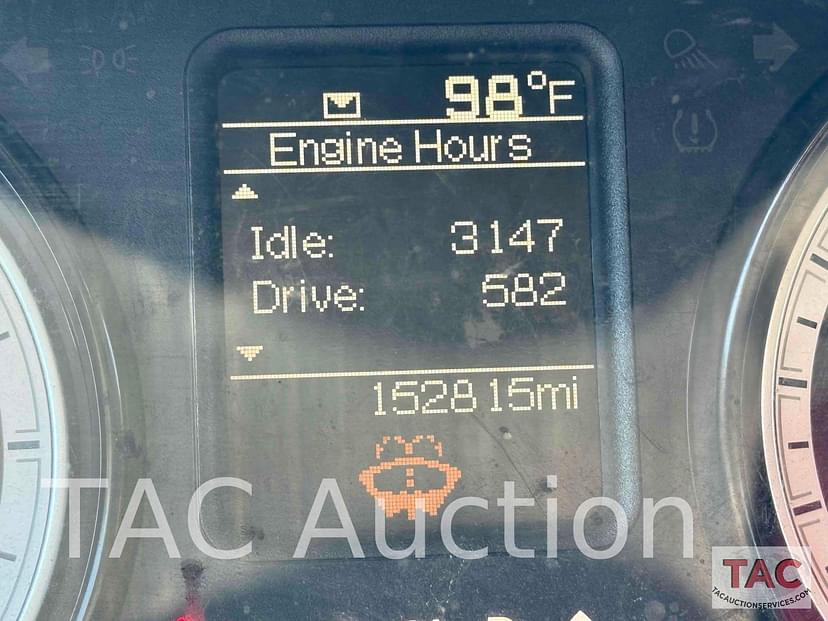 98°F
Engine Hours
Idle: 3147
Drive: 582
152815mi
TAC Auction
TAC
TACAUCTIONSERVICES.COM